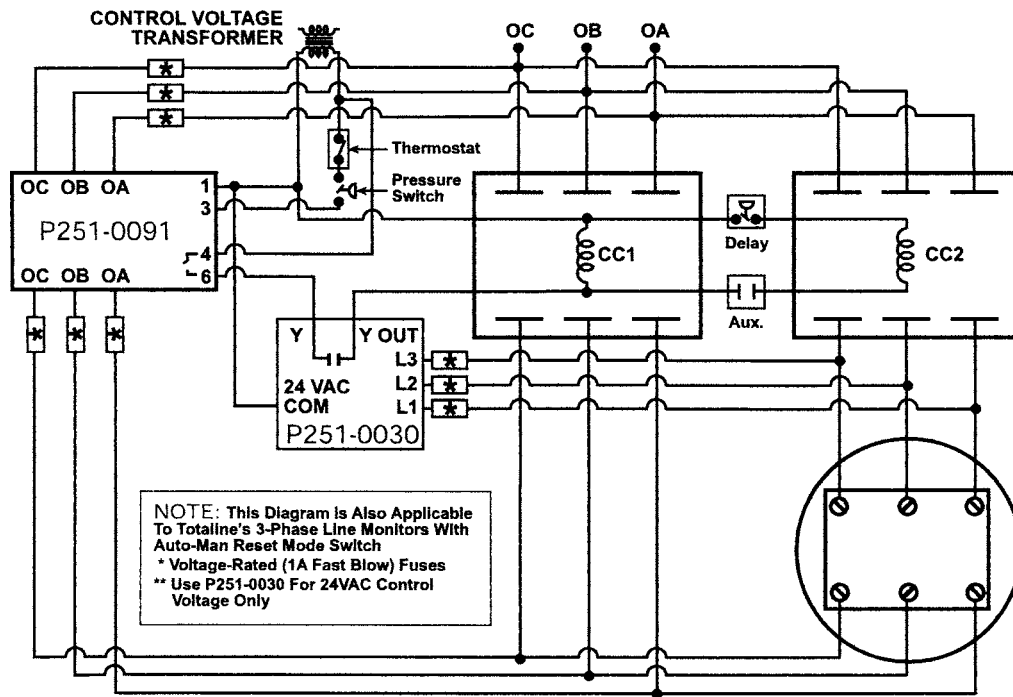 CONTROL VOLTAGE
TRANSFORMER
OC OB OA
* 
*
*
Thermostat
Pressure
Switch
OC OB OA
1
3
P251-0091
4
6
OC OB OA
Delay
CC1
CC2
Aux.
* * *
Y Y OUT
L3 *
24 VAC
L2 *
COM
L1 *
P251-0030
NOTE: This Diagram Is Also Applicable
To Totaline's 3-Phase Line Monitors With
Auto-Man Reset Mode Switch
* Voltage-Rated (1A Fast Blow) Fuses
** Use P251-0030 For 24VAC Control
Voltage Only